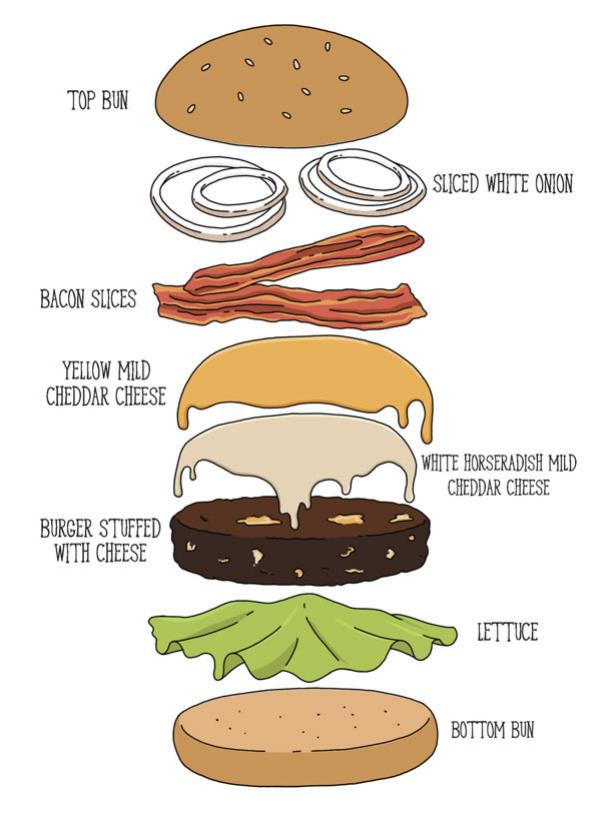 TOP BUN
SLICED WHITE ONION
BACON SLICES
YELLOW MILD
CHEDDAR CHEESE
WHITE HORSERADISH MILD
CHEDDAR CHEESE
BURGER STUFFED
WITH CHEESE
LETTUCE
BOTTOM BUN